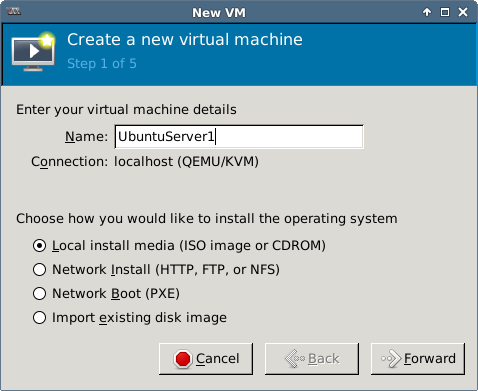 New VM
Create a new virtual machine
Step 1 of 5
Enter your virtual machine details
Name: UbuntuServer1
Connection: localhost (QEMU/KVM)
Choose how you would like to install the operating system
Local install media (ISO image or CDROM)
Network Install (HTTP, FTP, or NFS)
Network Boot (PXE)
Import existing disk image
Cancel Back Forward